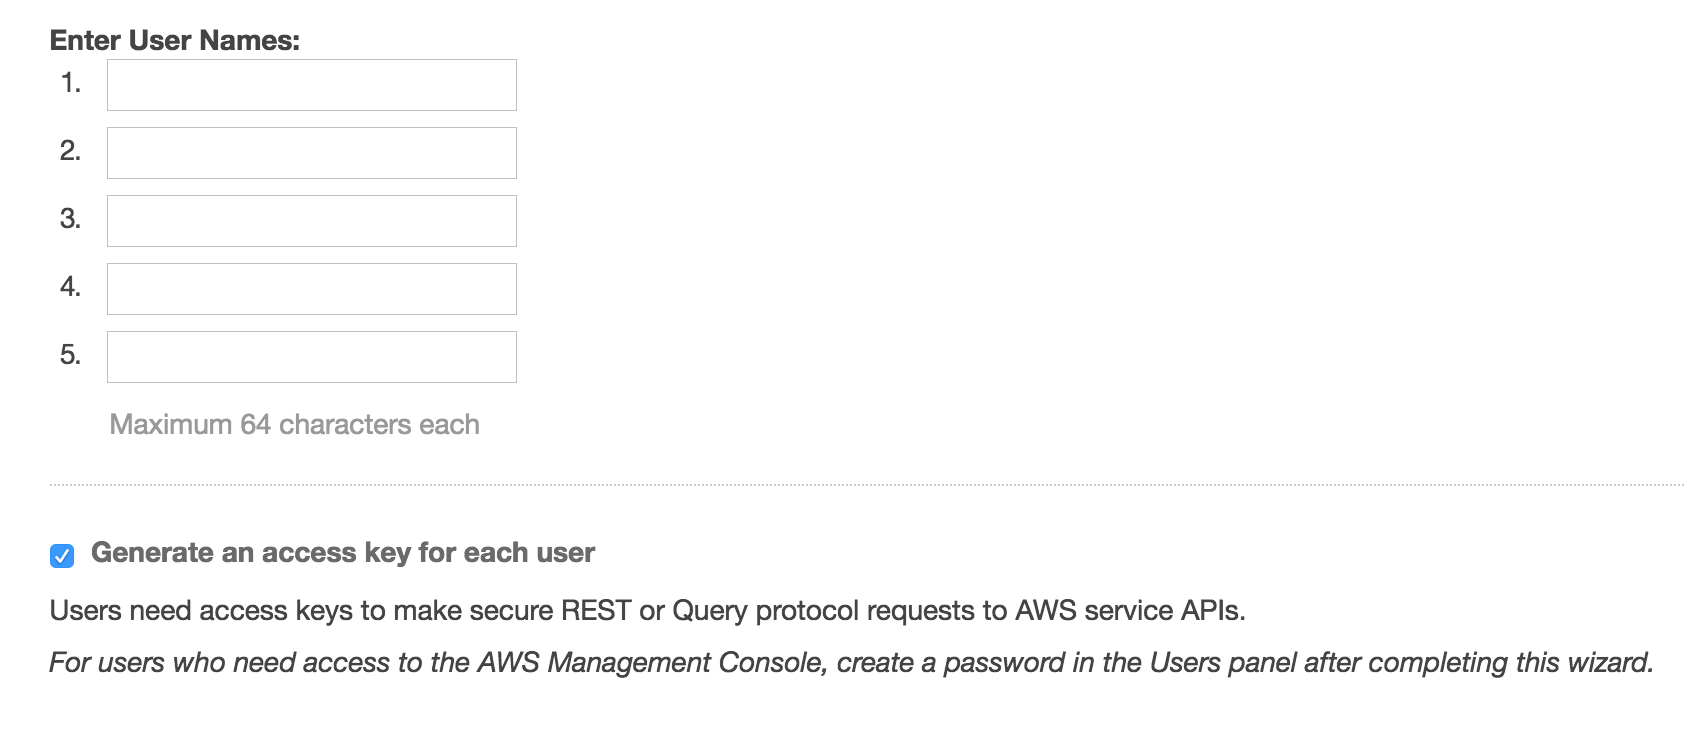 Enter User Names:
1.
2.
3.
4.
5.
Maximum 64 characters each
Generate an access key for each user
Users need access keys to make secure REST or Query protocol requests to AWS service APIs.
For users who need access to the AWS Management Console, create a password in the Users panel after completing this wizard.